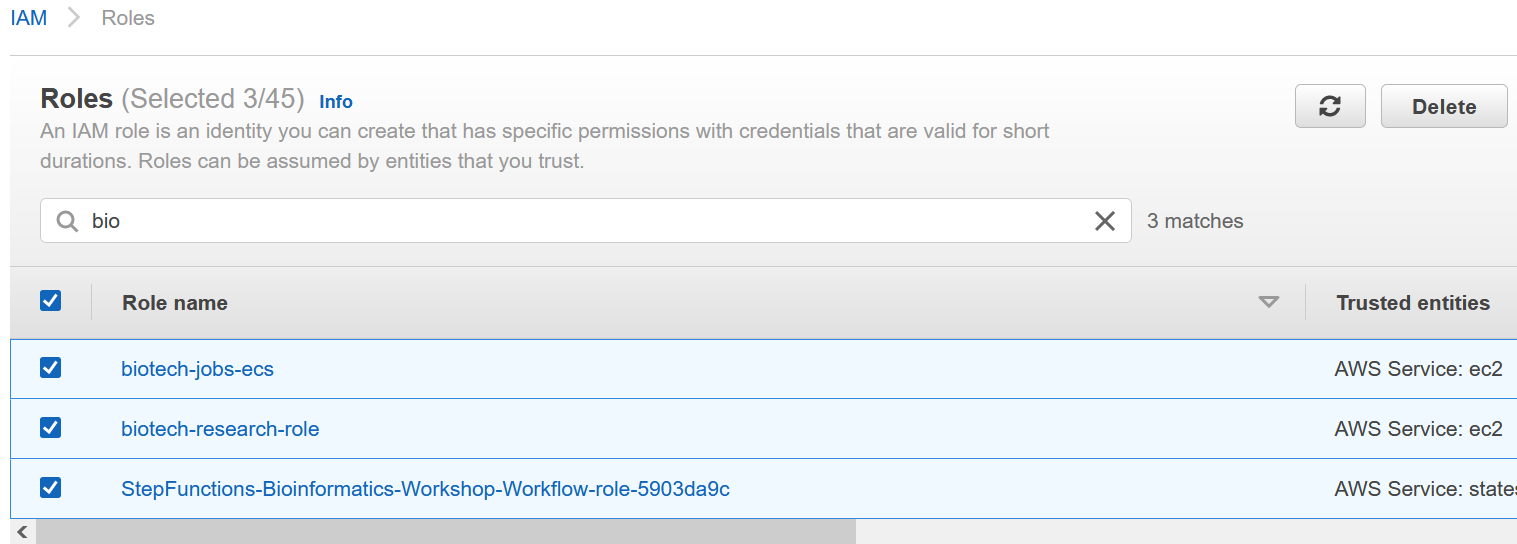 IAM Roles
Roles (Selected 3/45) Info
An IAM role is an identity you can create that has specific permissions with credentials that are valid for short
durations. Roles can be assumed by entities that you trust.
Delete
bio
3 matches
Role name Trusted entities
biotech-jobs-ecs AWS Service: ec2
biotech-research-role AWS Service: ec2
StepFunctions-Bioinformatics-Workshop-Workflow-role-5903da9c AWS Service: states